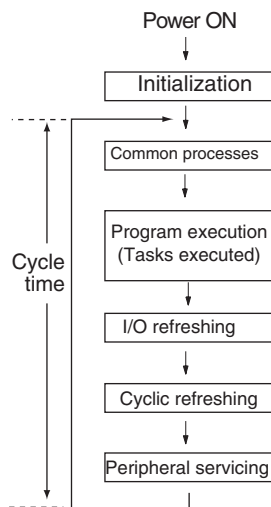 Power ON
Initialization
Common processes
Program execution
(Tasks executed)
Cycle
time
I/O refreshing
Cyclic refreshing
Peripheral servicing